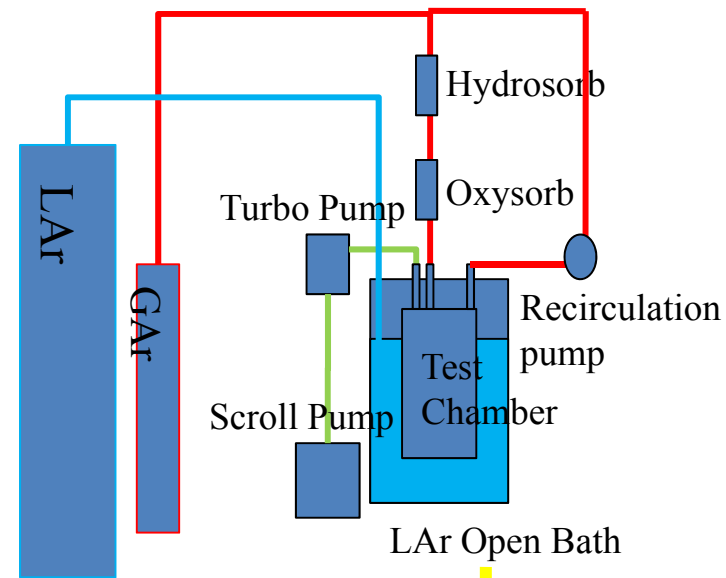 Hydrosorb
LAr
Oxysorb
Turbo Pump
GAr
Recirculation
pump
Test
Chamber
Scroll Pump
LAr Open Bath